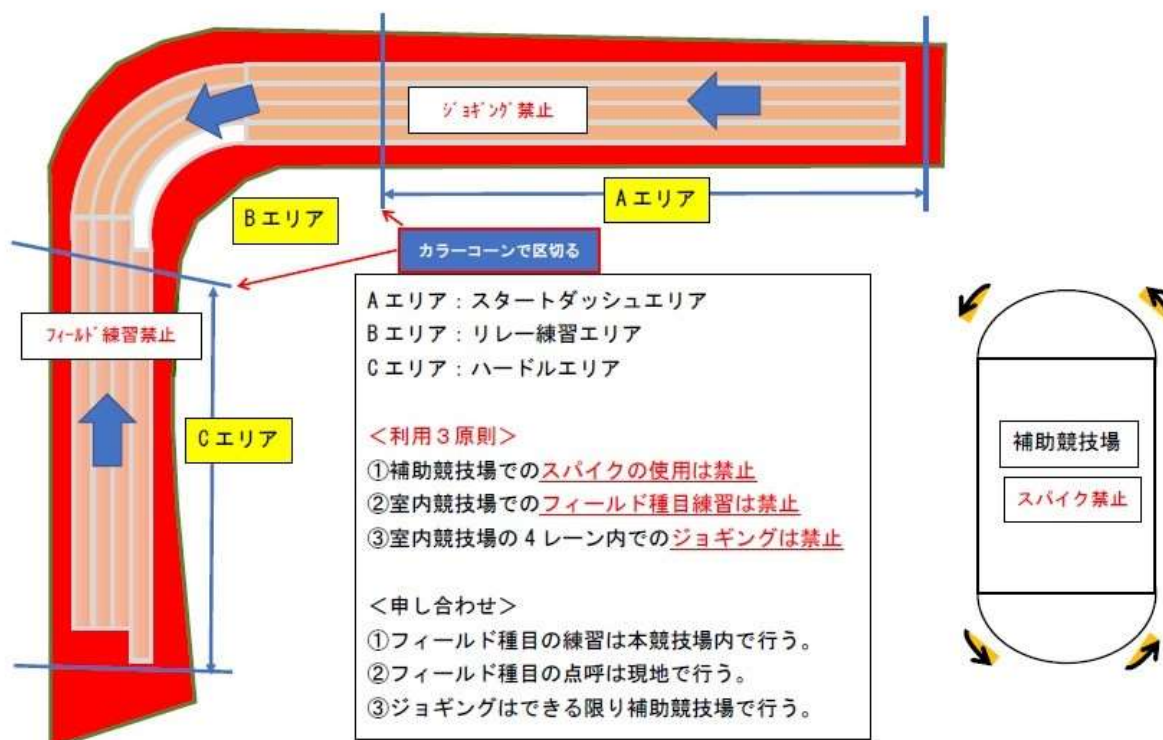 ｼﾞｮｷﾞﾝｸﾞ禁止
Aエリア
Bエリア
カラーコーンで区切る
ﾌｨｰﾙﾄﾞ練習禁止
Cエリア
Aエリア：スタートダッシュエリア
Bエリア：リレー練習エリア
Cエリア：ハードルエリア
＜利用３原則＞
①補助競技場でのスパイクの使用は禁止
②室内競技場でのフィールド種目練習は禁止
③室内競技場の4レーン内でのジョギングは禁止
＜申し合わせ＞
①フィールド種目の練習は本競技場内で行う。
②フィールド種目の点呼は現地で行う。
③ジョギングはできる限り補助競技場で行う。
補助競技場
スパイク禁止